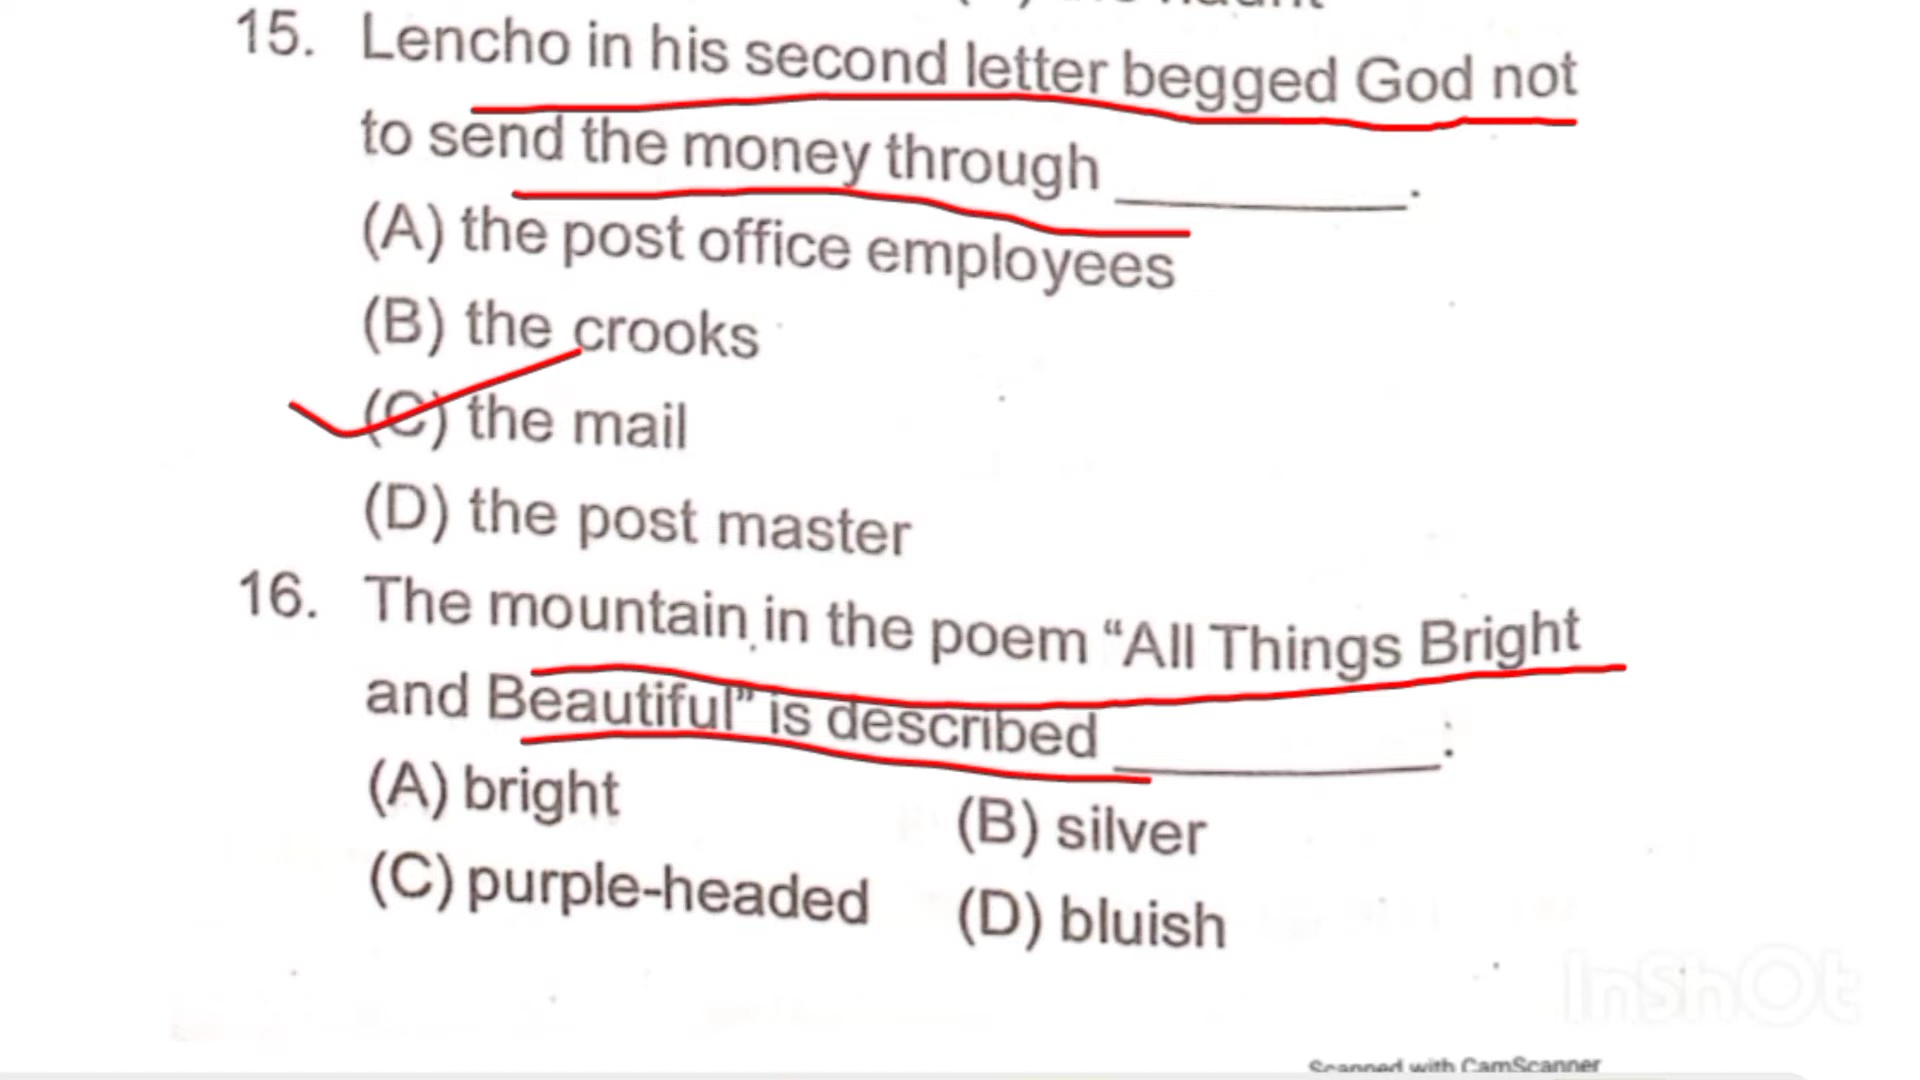 15. Lencho in his second letter begged God not
to send the money through __________.
(A) the post office employees
(B) the crooks
(C) the mail
(D) the post master
16. The mountain in the poem “All Things Bright
and Beautiful” is described __________:
(A) bright (B) silver
(C) purple-headed (D) bluish
InShOt
Scanned with CamScanner